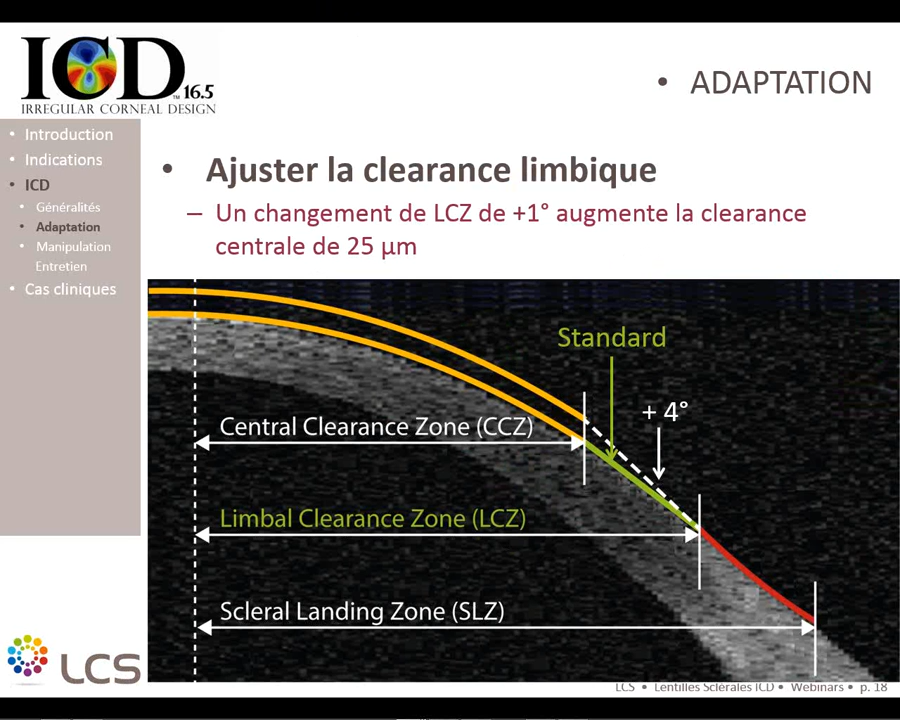 ICD™ 16.5
IRREGULAR CORNEAL DESIGN
• ADAPTATION
• Introduction
• Indications
• ICD
• Généralités
• Adaptation
• Manipulation
Entretien
• Cas cliniques
• Ajuster la clearance limbique
– Un changement de LCZ de +1° augmente la clearance
centrale de 25 µm
Standard
+ 4°
Central Clearance Zone (CCZ)
Limbal Clearance Zone (LCZ)
Scleral Landing Zone (SLZ)
LCS
LCS • Lentilles Sclérales ICD • Webinars • p. 18